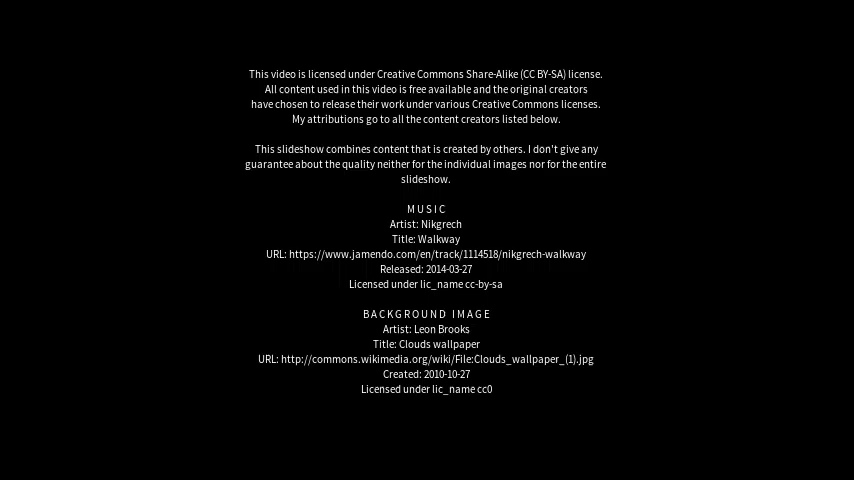 This video is licensed under Creative Commons Share-Alike (CC BY-SA) license.
All content used in this video is free available and the original creators
have chosen to release their work under various Creative Commons licenses.
My attributions go to all the content creators listed below.
This slideshow combines content that is created by others. I don't give any
guarantee about the quality neither for the individual images nor for the entire
slideshow.
MUSIC
Artist: Nikgrech
Title: Walkway
URL: https://www.jamendo.com/en/track/1114518/nikgrech-walkway
Released: 2014-03-27
Licensed under lic_name cc-by-sa
BACKGROUND IMAGE
Artist: Leon Brooks
Title: Clouds wallpaper
URL: http://commons.wikimedia.org/wiki/File:Clouds_wallpaper_(1).jpg
Created: 2010-10-27
Licensed under lic_name cc0